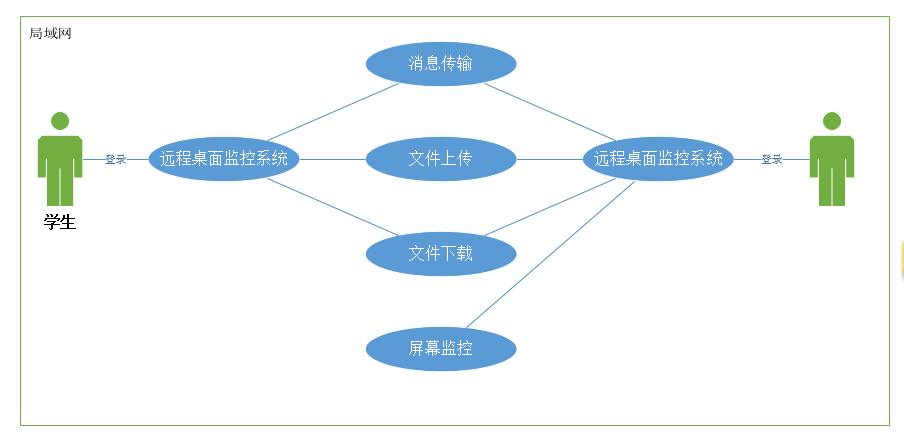 局域网
消息传输
登录
远程桌面监控系统
文件上传
远程桌面监控系统
登录
学生
文件下载
屏幕监控